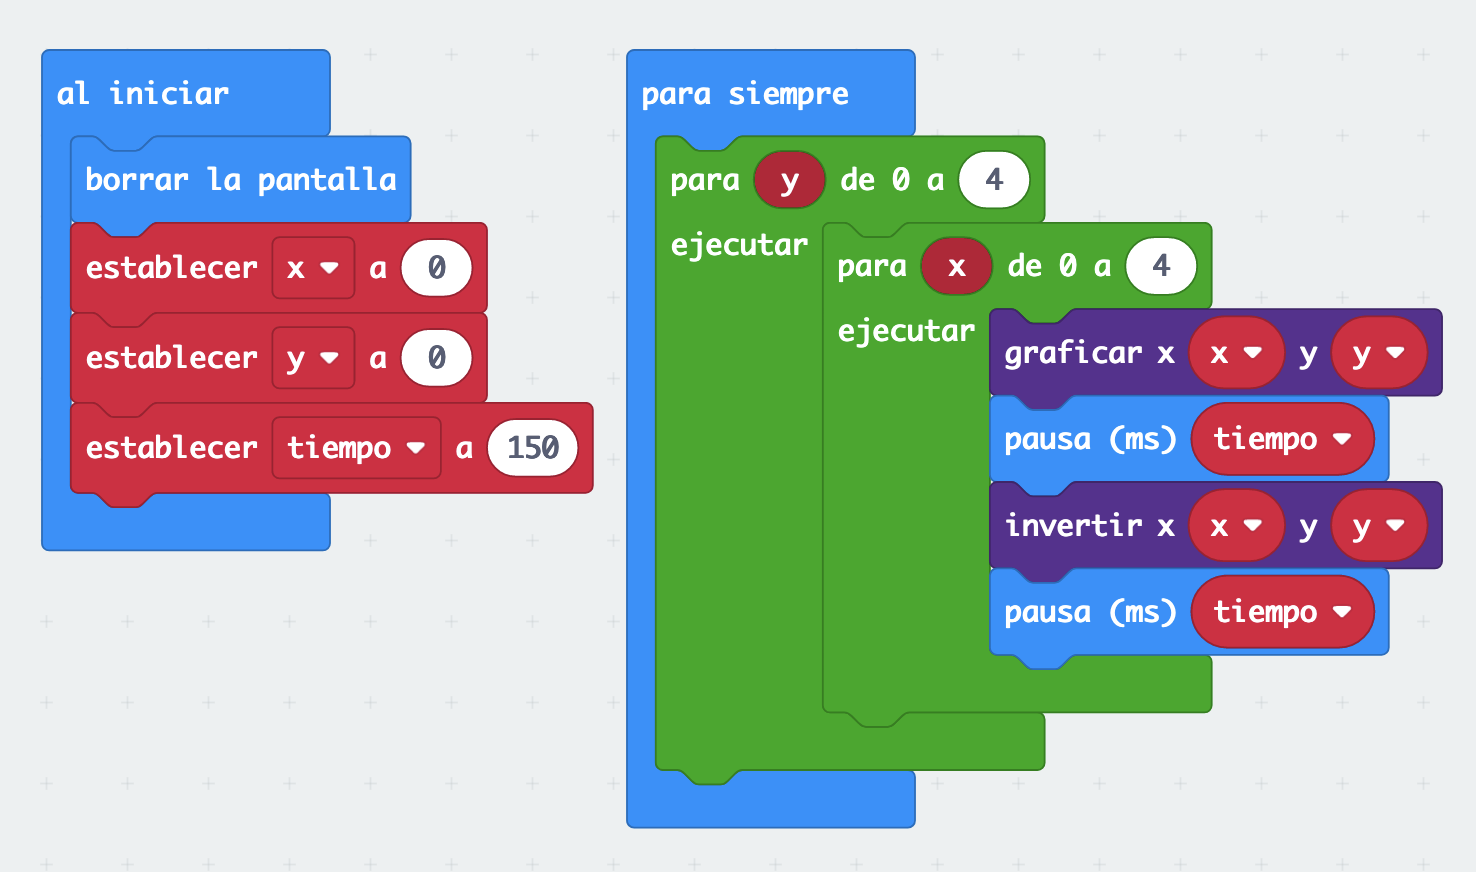 al iniciar
borrar la pantalla
establecer x a 0
establecer y a 0
establecer tiempo a 150
para siempre
para y de 0 a 4
ejecutar
para x de 0 a 4
ejecutar
graficar x x y y
pausa (ms) tiempo
invertir x x y y
pausa (ms) tiempo